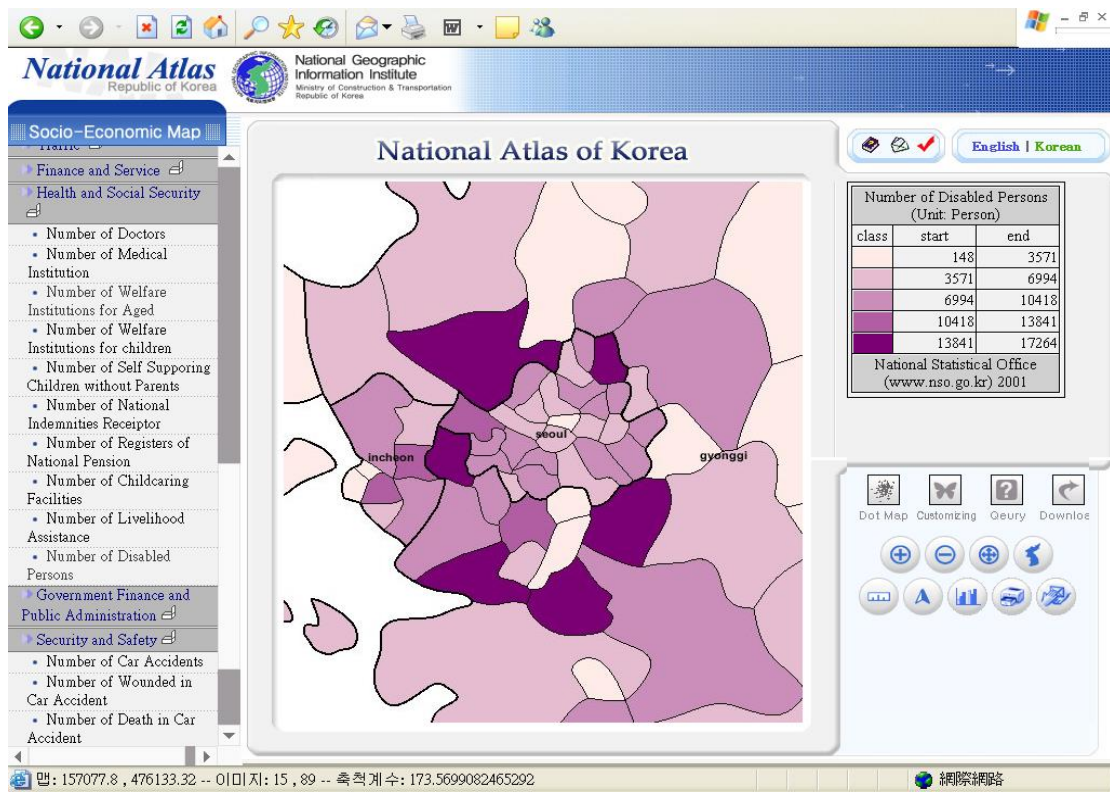 National Atlas
Republic of Korea
National Geographic
Information Institute
Ministry of Construction & Transportation
Republic of Korea
Socio-Economic Map
Traffic
Finance and Service
Health and Social Security
Number of Doctors
Number of Medical
Institution
Number of Welfare
Institutions for Aged
Number of Welfare
Institutions for children
Number of Self Supporing
Children without Parents
Number of National
Indemnities Receiptor
Number of Registers of
National Pension
Number of Childcaring
Facilities
Number of Livelihood
Assistance
Number of Disabled
Persons
Government Finance and
Public Administration
Security and Safety
Number of Car Accidents
Number of Wounded in
Car Accident
Number of Death in Car
Accident
National Atlas of Korea
seoul
incheon
gyonggi
English | Korean
Number of Disabled Persons
(Unit: Person)
class start end
148 3571
3571 6994
6994 10418
10418 13841
13841 17264
National Statistical Office
(www.nso.go.kr) 2001
Dot Map Customizing Qeury Downloa
맵: 157077.8 , 476133.32 -- 이미지: 15 , 89 -- 축척계수: 173.5699082465292
網際網路